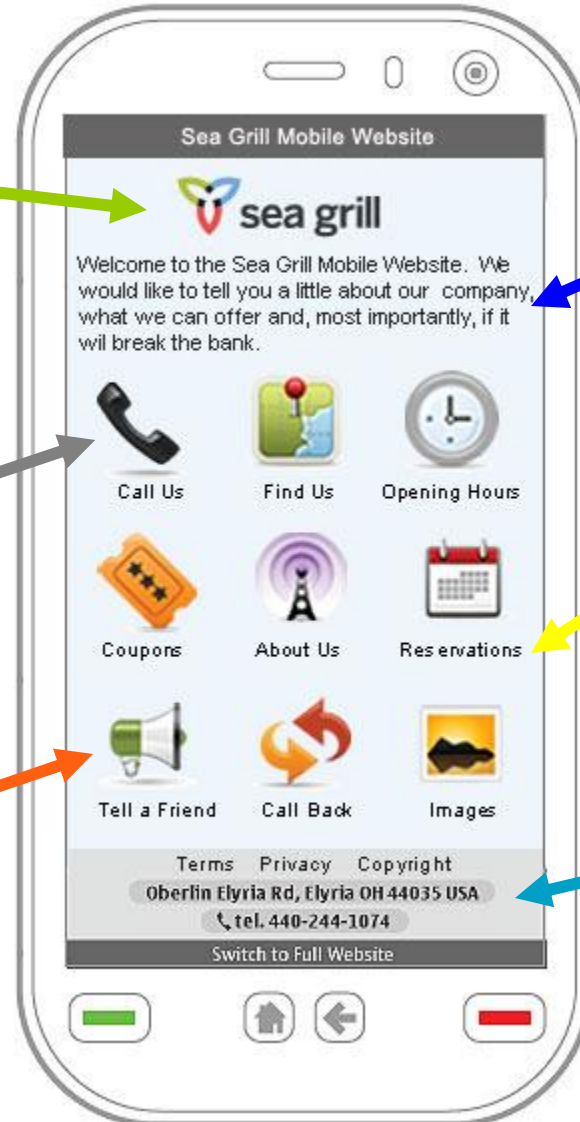 Sea Grill Mobile Website
sea grill
Welcome to the Sea Grill Mobile Website. We
would like to tell you a little about our company,
what we can offer and, most importantly, if it
wil break the bank.
Call Us Find Us Opening Hours
Coupons About Us Reservations
Tell a Friend Call Back Images
Terms Privacy Copyright
Oberlin Elyria Rd, Elyria OH 44035 USA
tel. 440-244-1074
Switch to Full Website